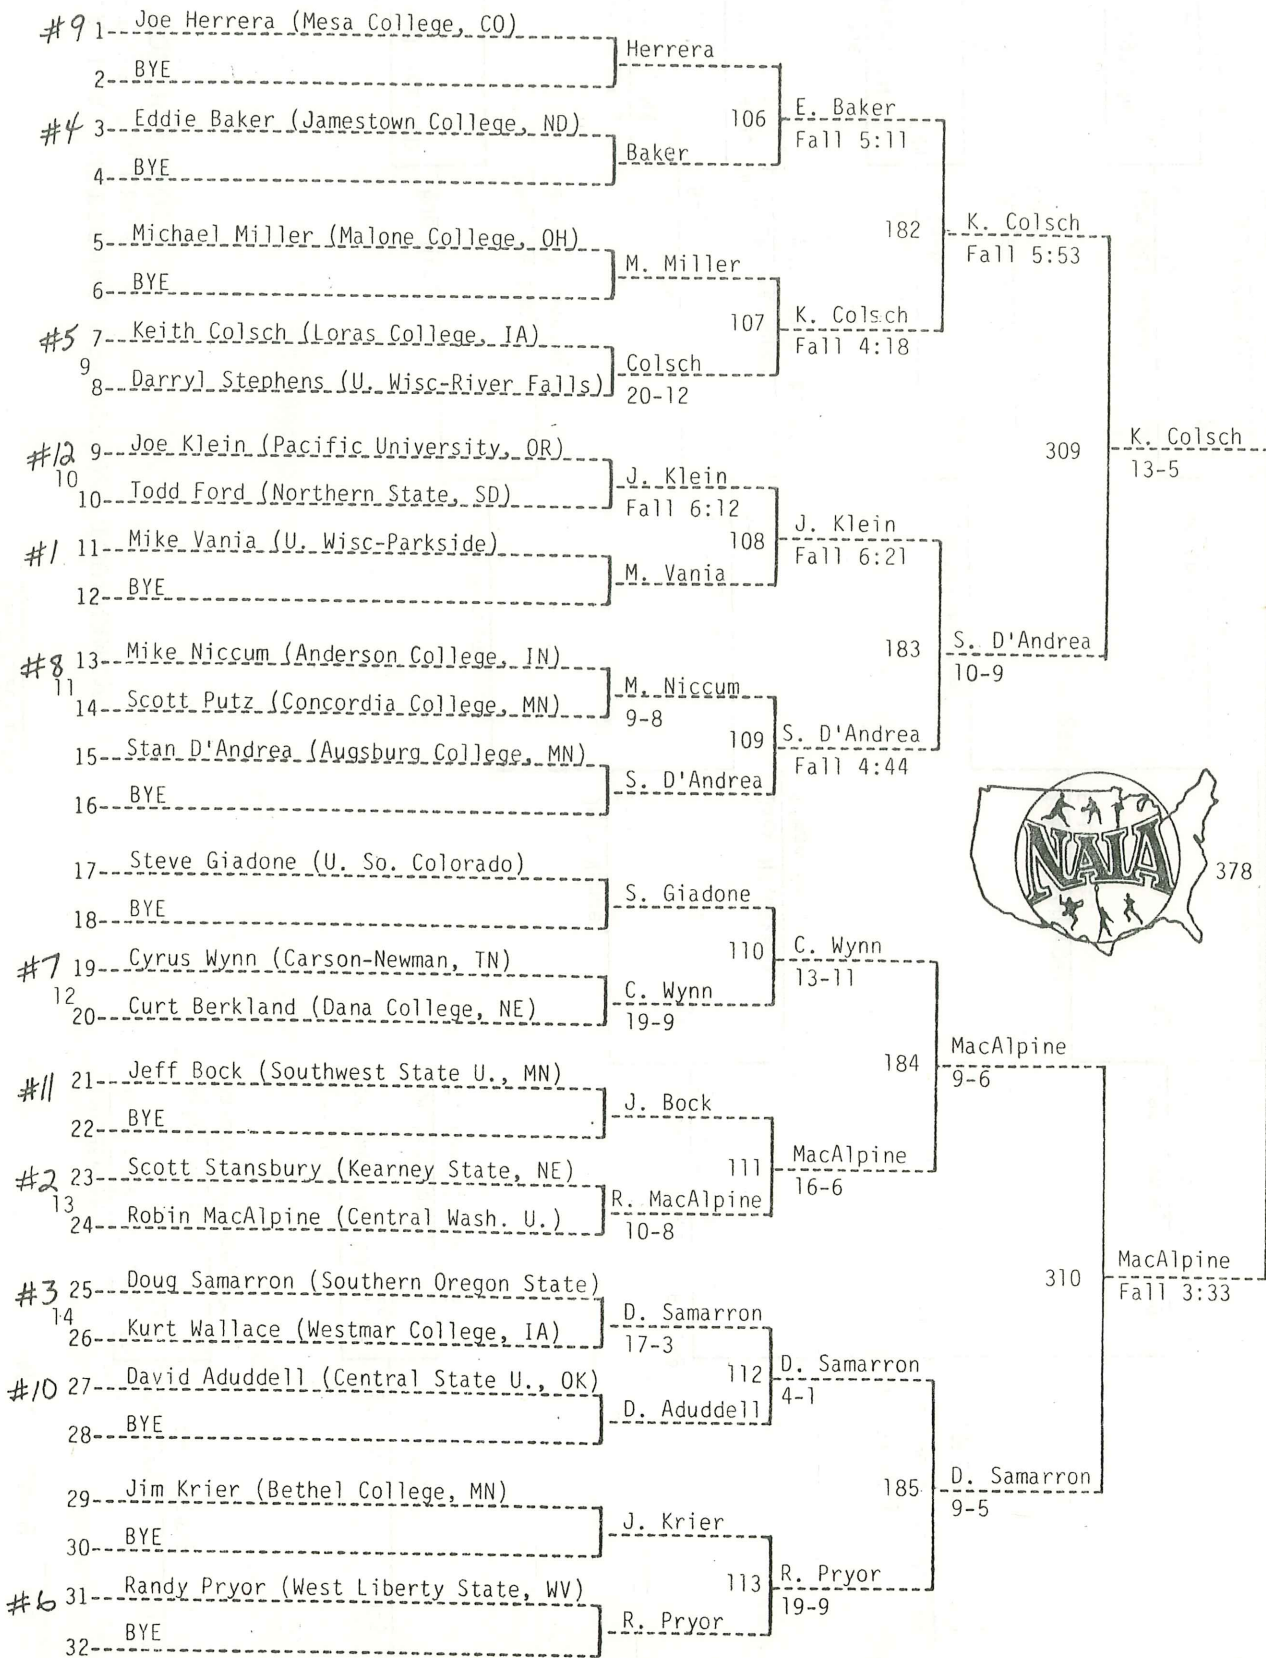 #9 1 Joe Herrera (Mesa College, CO)
Herrera
2 BYE
106 E. Baker
Fall 5:11
#4 3 Eddie Baker (Jamestown College, ND)
Baker
4 BYE
182 K. Colsch
Fall 5:53
5 Michael Miller (Malone College, OH)
M. Miller
6 BYE
107 K. Colsch
Fall 4:18
#5 7 Keith Colsch (Loras College, IA)
9 Colsch
20-12
8 Darryl Stephens (U. Wisc-River Falls)
309 K. Colsch
13-5
#12 9 Joe Klein (Pacific University, OR)
10 J. Klein
Fall 6:12
10 Todd Ford (Northern State, SD)
108 J. Klein
Fall 6:21
#1 11 Mike Vania (U. Wisc-Parkside)
M. Vania
12 BYE
183 S. D'Andrea
10-9
#8 13 Mike Niccum (Anderson College, IN)
11 M. Niccum
9-8
14 Scott Putz (Concordia College, MN)
109 S. D'Andrea
Fall 4:44
15 Stan D'Andrea (Augsburg College, MN)
S. D'Andrea
16 BYE
NAIA
378
17 Steve Giadone (U. So. Colorado)
S. Giadone
18 BYE
110 C. Wynn
13-11
#7 19 Cyrus Wynn (Carson-Newman, TN)
12 C. Wynn
19-9
20 Curt Berkland (Dana College, NE)
184 MacAlpine
9-6
#11 21 Jeff Bock (Southwest State U., MN)
J. Bock
22 BYE
111 MacAlpine
16-6
#2 23 Scott Stansbury (Kearney State, NE)
13 R. MacAlpine
10-8
24 Robin MacAlpine (Central Wash. U.)
310 MacAlpine
Fall 3:33
#3 25 Doug Samarron (Southern Oregon State)
14 D. Samarron
17-3
26 Kurt Wallace (Westmar College, IA)
112 D. Samarron
4-1
#10 27 David Aduddell (Central State U., OK)
D. Aduddell
28 BYE
185 D. Samarron
9-5
29 Jim Krier (Bethel College, MN)
J. Krier
30 BYE
113 R. Pryor
19-9
#6 31 Randy Pryor (West Liberty State, WV)
R. Pryor
32 BYE